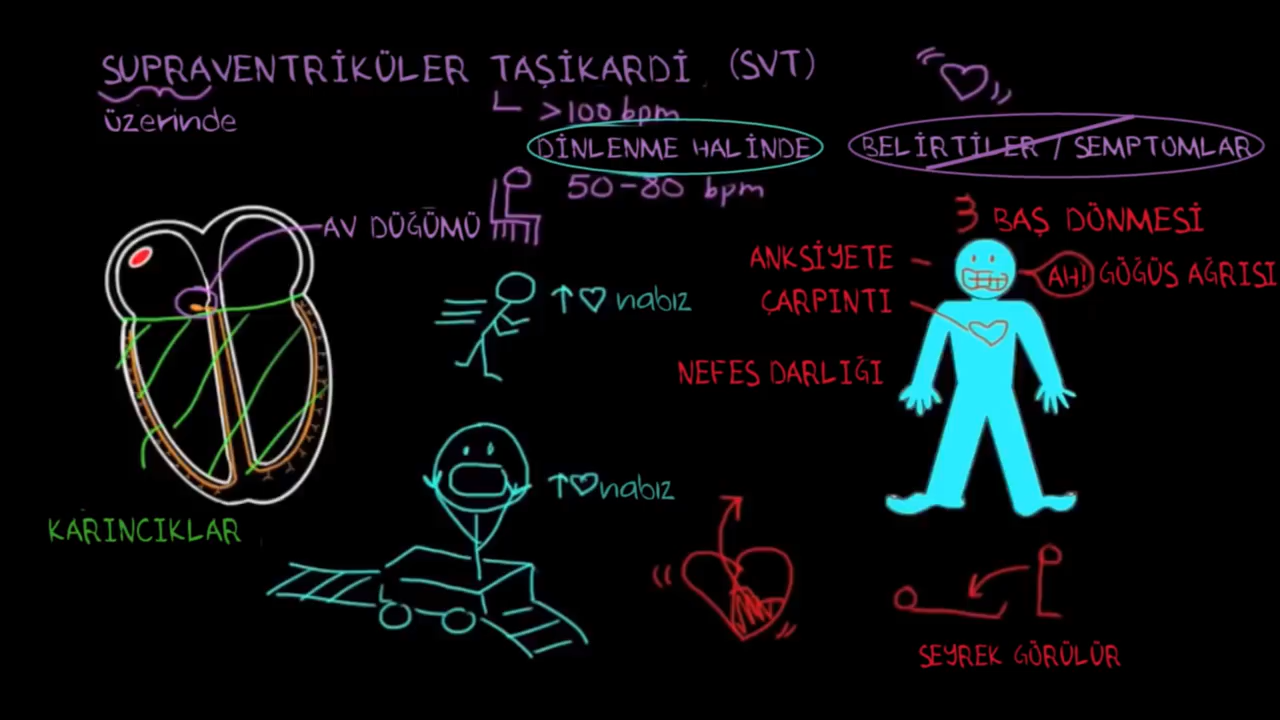 SUPRAVENTRİKÜLER TAŞİKARDİ (SVT)
üzerinde
>100 bpm
DİNLENME HALİNDE
50-80 bpm
BELİRTİLER / SEMPTOMLAR
AV DÜĞÜMÜ
3 BAŞ DÖNMESİ
ANKSİYETE
AH! GÖĞÜS AĞRISI
ÇARPINTI
↑ nabız
NEFES DARLIĞI
↑ nabız
KARINCIKLAR
SEYREK GÖRÜLÜR